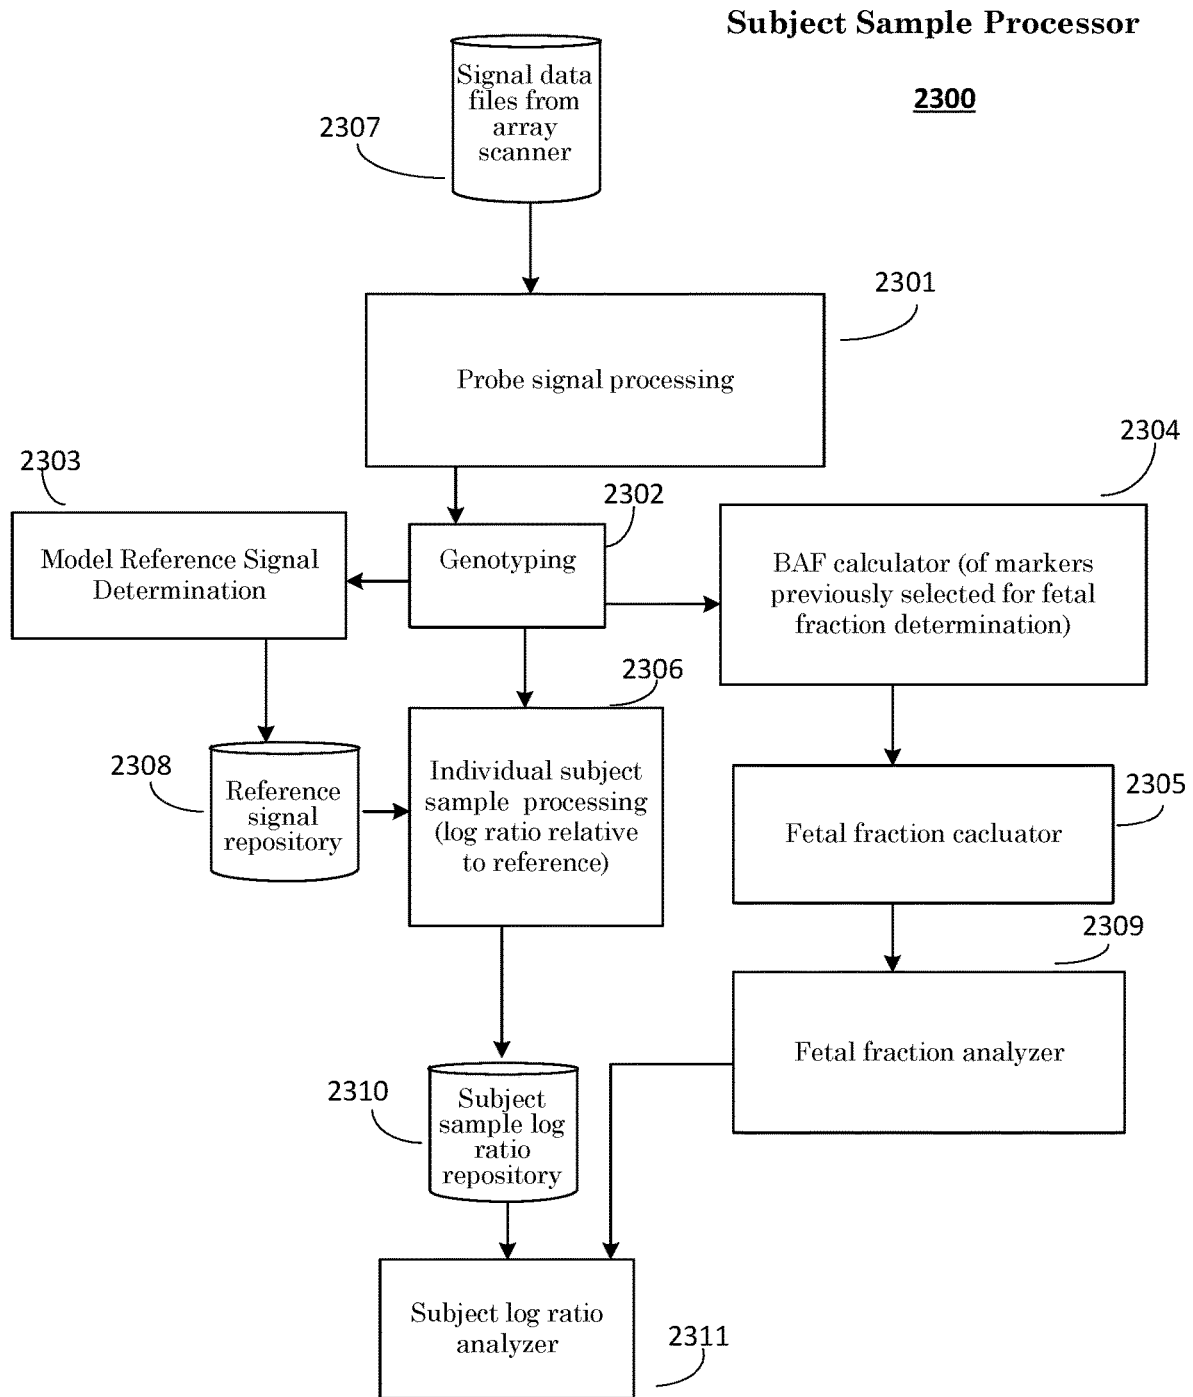 Subject Sample Processor
2300
Signal data
files from
array
scanner
2307
2301
Probe signal processing
2303
2302
2304
Model Reference Signal
Determination
Genotyping
BAF calculator (of markers
previously selected for fetal
fraction determination)
2306
2308
Reference
signal
repository
Individual subject
sample processing
(log ratio relative
to reference)
2305
Fetal fraction cacluator
2309
Fetal fraction analyzer
2310
Subject
sample log
ratio
repository
Subject log ratio
analyzer
2311